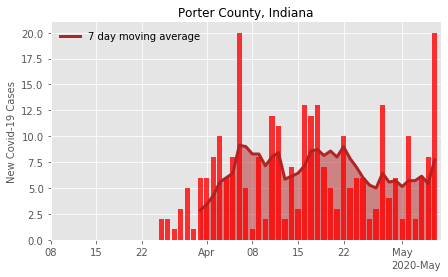 Porter County, Indiana
7 day moving average
New Covid-19 Cases
20.0
17.5
15.0
12.5
10.0
7.5
5.0
2.5
0.0
08 15 22 Apr 08 15 22 May
2020-May